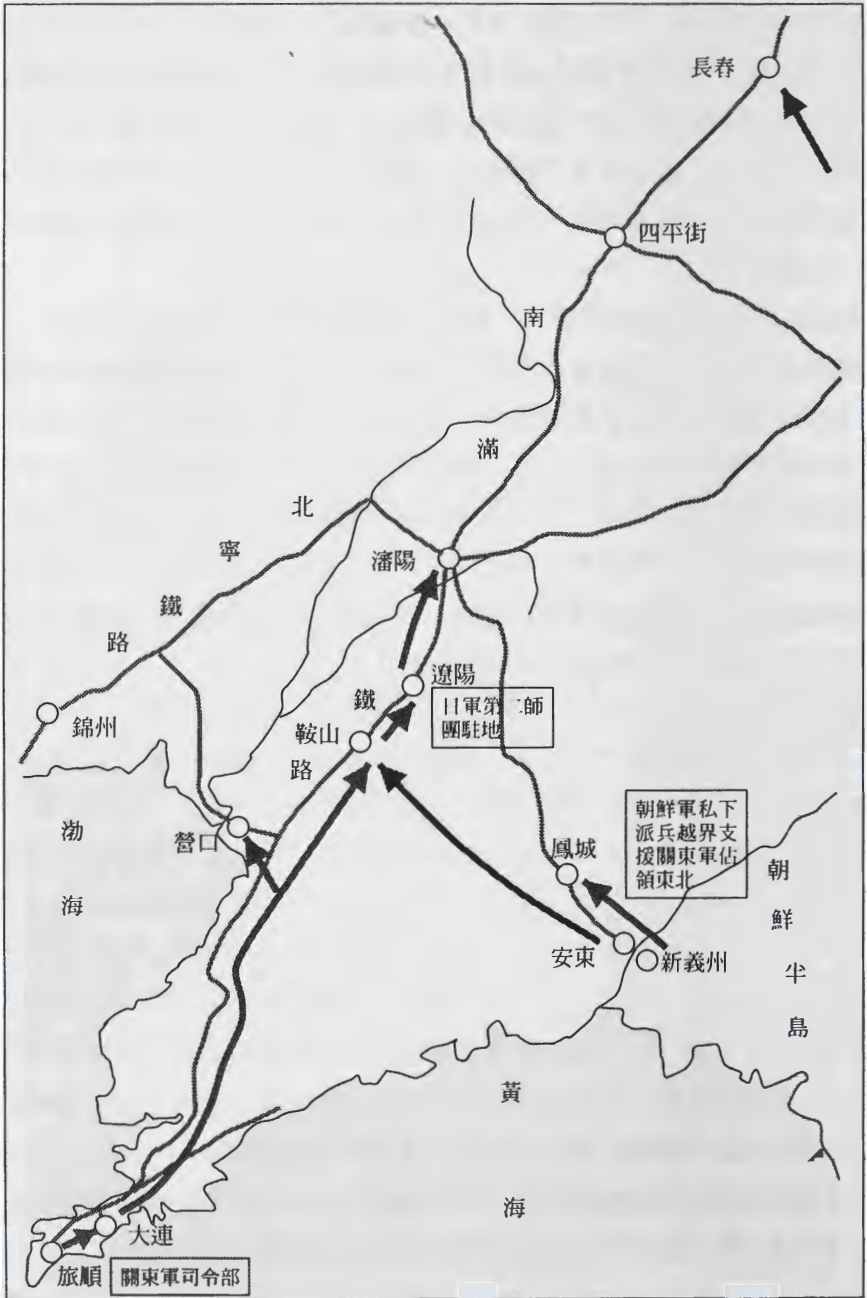 長春
四平街
南
滿
鐵
路
北
寧
鐵
路
瀋陽
遼陽
日軍第二師
團駐地
鞍山
錦州
營口
渤
海
朝鮮軍私下
派兵越界支
援關東軍佔
領東北
鳳城
安東
新義州
朝
鮮
半
島
黃
海
大連
旅順
關東軍司令部